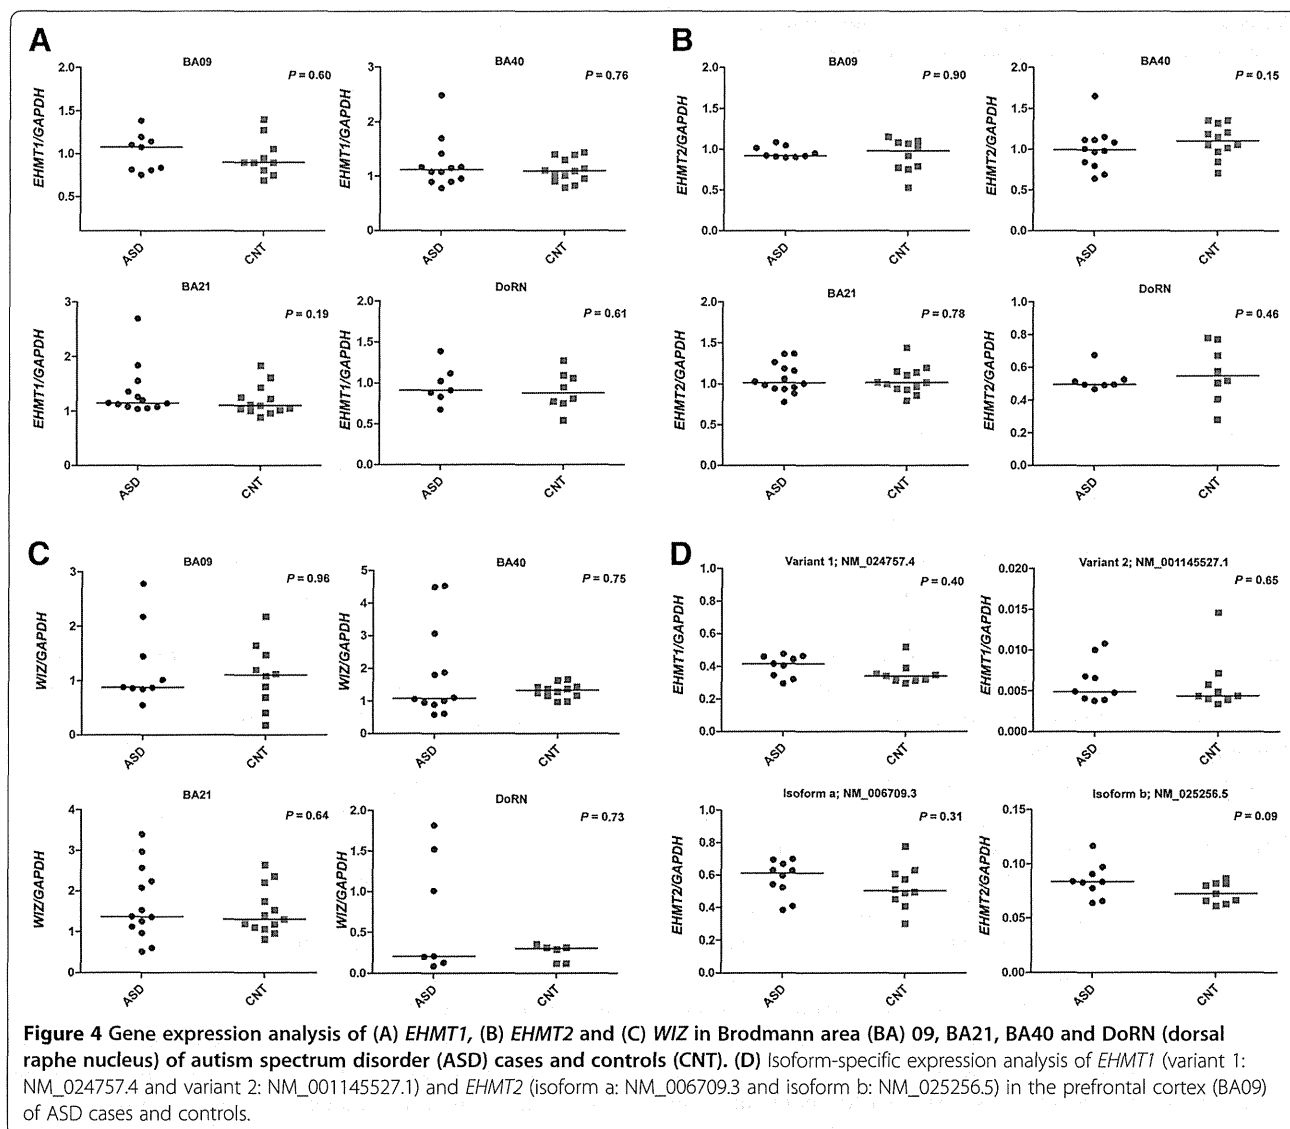 A
BA09
P = 0.60
EHMT1/GAPDH
2.0
1.5
1.0
0.5
ASD
CNT
BA40
P = 0.76
EHMT1/GAPDH
3
2
1
0
ASD
CNT
BA21
P = 0.19
EHMT1/GAPDH
3
2
1
0
ASD
CNT
DoRN
P = 0.61
EHMT1/GAPDH
2.0
1.5
1.0
0.5
0.0
ASD
CNT
B
BA09
P = 0.90
EHMT2/GAPDH
2.0
1.5
1.0
0.5
0.0
ASD
CNT
BA40
P = 0.15
EHMT2/GAPDH
2.0
1.5
1.0
0.5
0.0
ASD
CNT
BA21
P = 0.78
EHMT2/GAPDH
2.0
1.5
1.0
0.5
0.0
ASD
CNT
DoRN
P = 0.46
EHMT2/GAPDH
1.0
0.8
0.6
0.4
0.2
0.0
ASD
CNT
C
BA09
P = 0.96
WIZ/GAPDH
3
2
1
0
ASD
CNT
BA40
P = 0.75
WIZ/GAPDH
5
4
3
2
1
0
ASD
CNT
BA21
P = 0.64
WIZ/GAPDH
4
3
2
1
0
ASD
CNT
DoRN
P = 0.73
WIZ/GAPDH
2.0
1.5
1.0
0.5
0.0
ASD
CNT
D
Variant 1; NM_024757.4
P = 0.40
EHMT1/GAPDH
1.0
0.8
0.6
0.4
0.2
0.0
ASD
CNT
Variant 2; NM_001145527.1
P = 0.65
EHMT1/GAPDH
0.020
0.015
0.010
0.005
0.000
ASD
CNT
Isoform a; NM_006709.3
P = 0.31
EHMT2/GAPDH
1.0
0.8
0.6
0.4
0.2
0.0
ASD
CNT
Isoform b; NM_025256.5
P = 0.09
EHMT2/GAPDH
0.15
0.10
0.05
0.00
ASD
CNT
Figure 4 Gene expression analysis of (A) EHMT1, (B) EHMT2 and (C) WIZ in Brodmann area (BA) 09, BA21, BA40 and DoRN (dorsal
raphe nucleus) of autism spectrum disorder (ASD) cases and controls (CNT). (D) Isoform-specific expression analysis of EHMT1 (variant 1:
NM_024757.4 and variant 2: NM_001145527.1) and EHMT2 (isoform a: NM_006709.3 and isoform b: NM_025256.5) in the prefrontal cortex (BA09)
of ASD cases and controls.